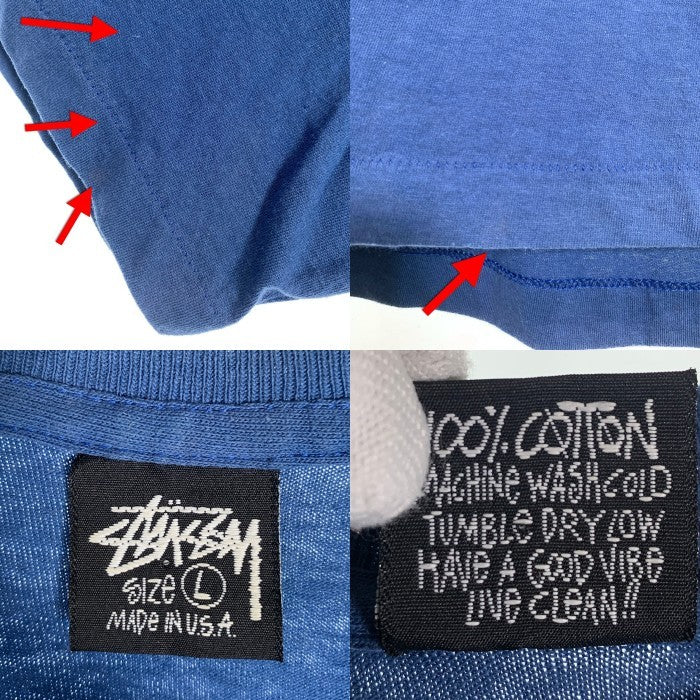 Stüssy
SIZE L
MADE IN U.S.A.
100% COTTON
MACHINE WASH COLD
TUMBLE DRY LOW
HAVE A GOOD VIBE
LIVE CLEAN!!